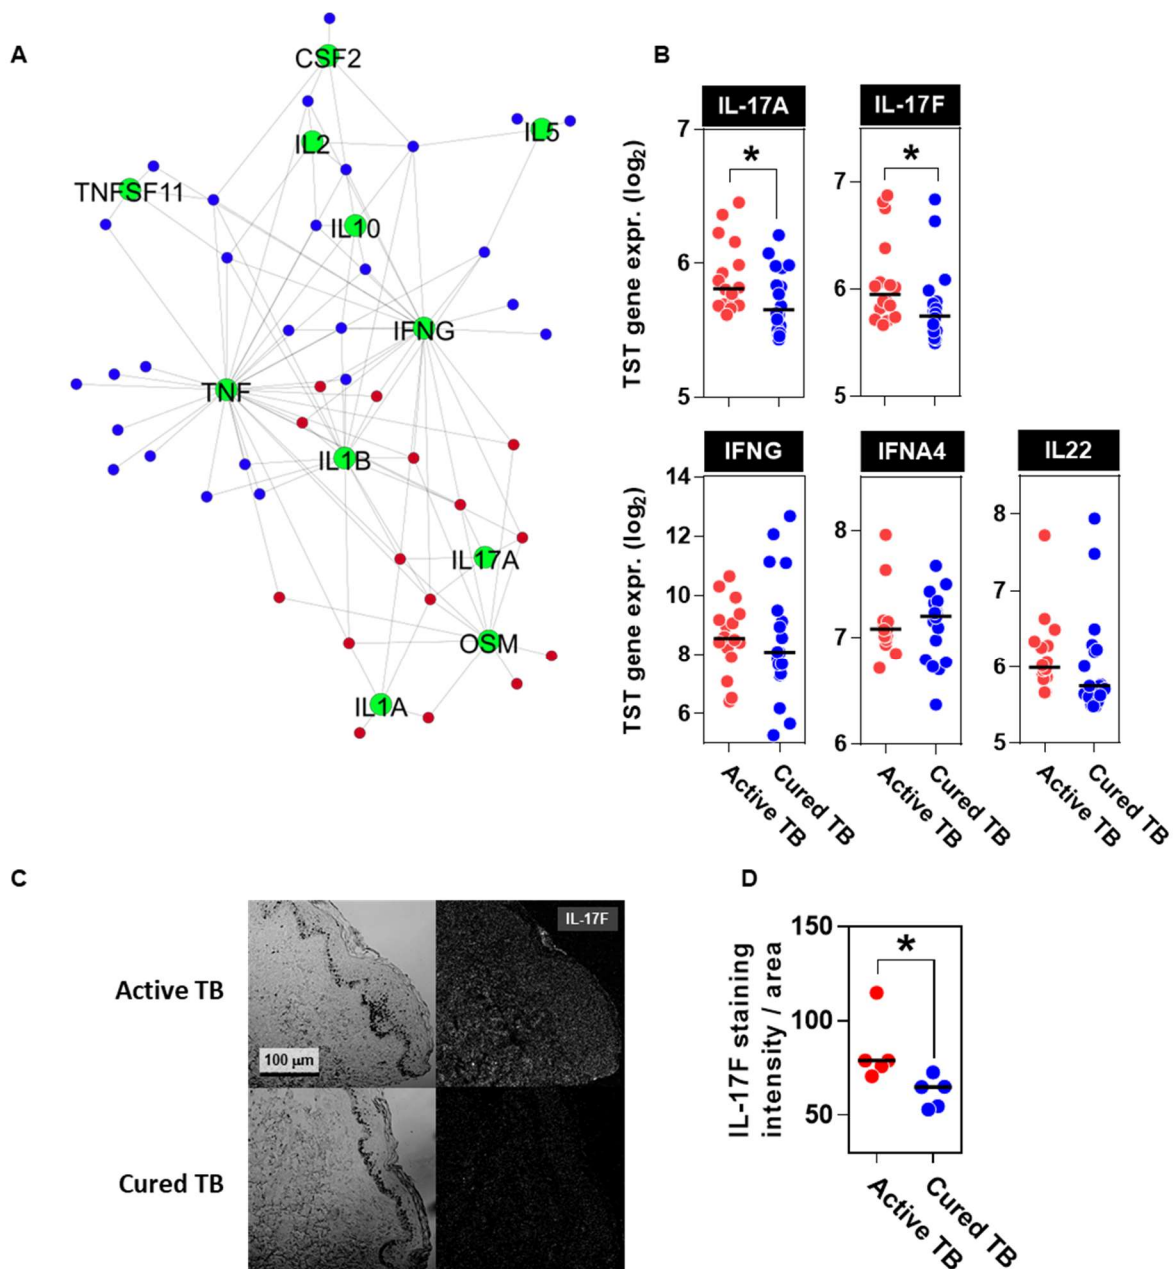 A
CSF2
IL2
IL5
TNFSF11
IL10
IFNG
TNF
IL1B
IL17A
OSM
IL1A
B
IL-17A
IL-17F
TST gene expr. (log2)
7
6
5
*
7
6
5
*
IFNG
IFNA4
IL22
TST gene expr. (log2)
14
12
10
8
6
8
7
6
8
7
6
5
Active TB
Cured TB
Active TB
Cured TB
Active TB
Cured TB
C
IL-17F
Active TB
100 µm
Cured TB
D
IL-17F staining
intensity / area
150
100
50
*
Active TB
Cured TB